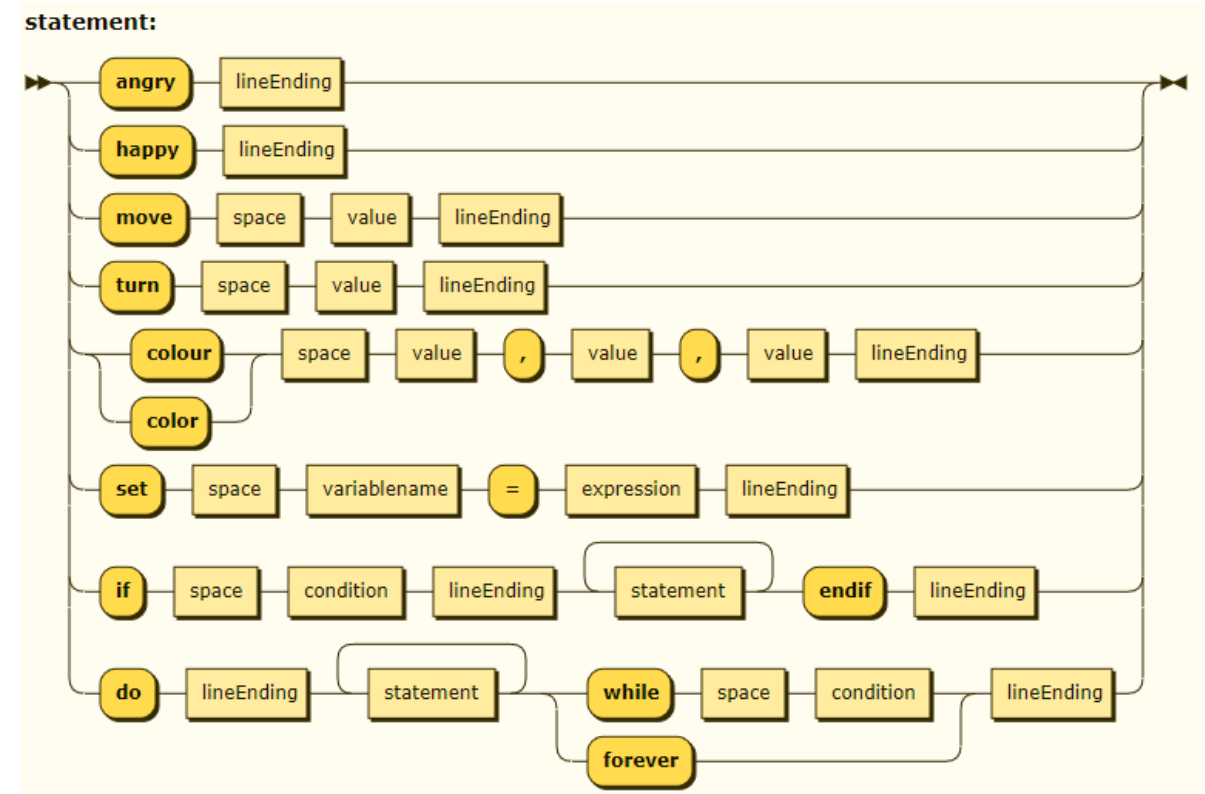 statement:
angry lineEnding
happy lineEnding
move space value lineEnding
turn space value lineEnding
colour space value , value , value lineEnding
color
set space variablename = expression lineEnding
if space condition lineEnding statement endif lineEnding
do lineEnding statement while space condition lineEnding
forever